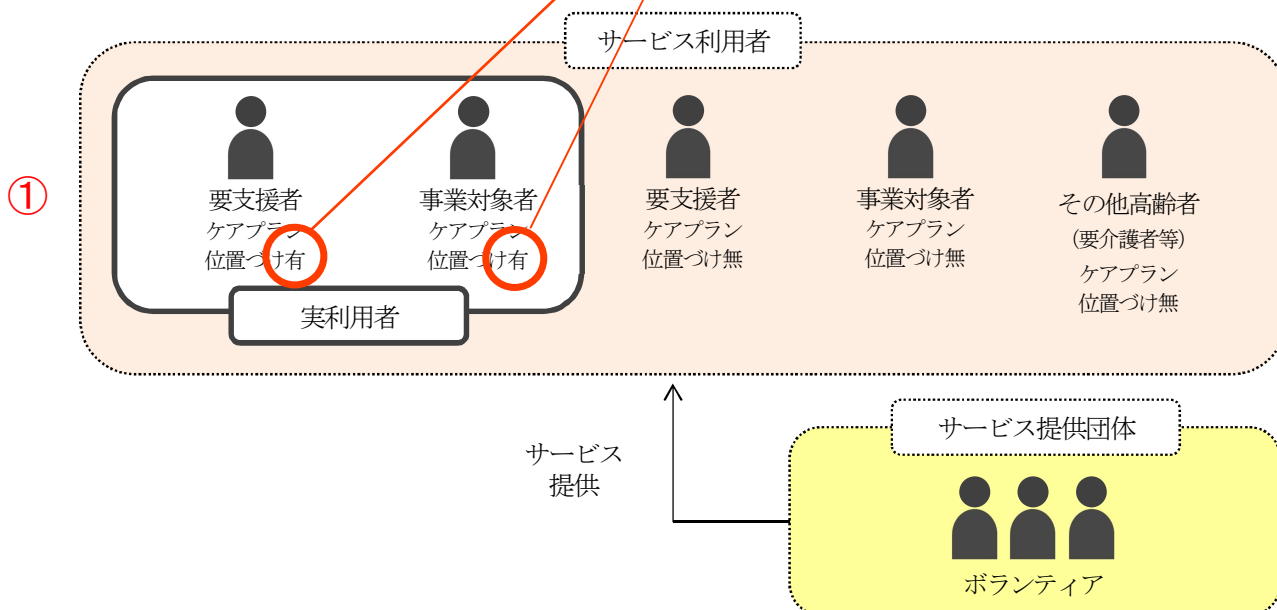 サービス利用者
①
要支援者
ケアプラン
位置づけ有
事業対象者
ケアプラン
位置づけ有
実利用者
要支援者
ケアプラン
位置づけ無
事業対象者
ケアプラン
位置づけ無
その他高齢者
(要介護者等)
ケアプラン
位置づけ無
サービス
提供
サービス提供団体
ボランティア